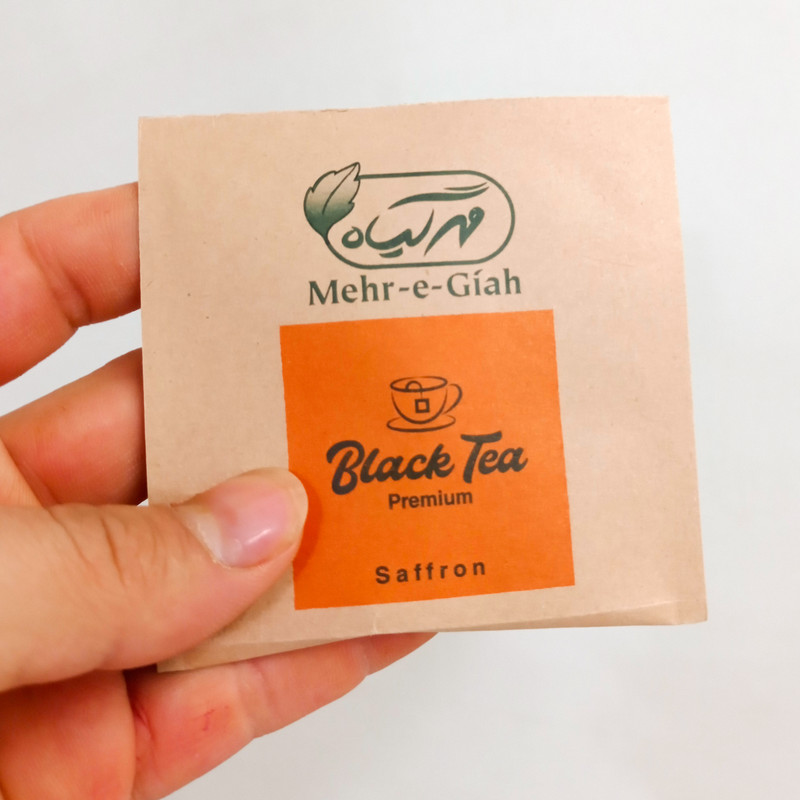 مهر گیاه
Mehr-e-Gíah
Black Tea
Premium
Saffron